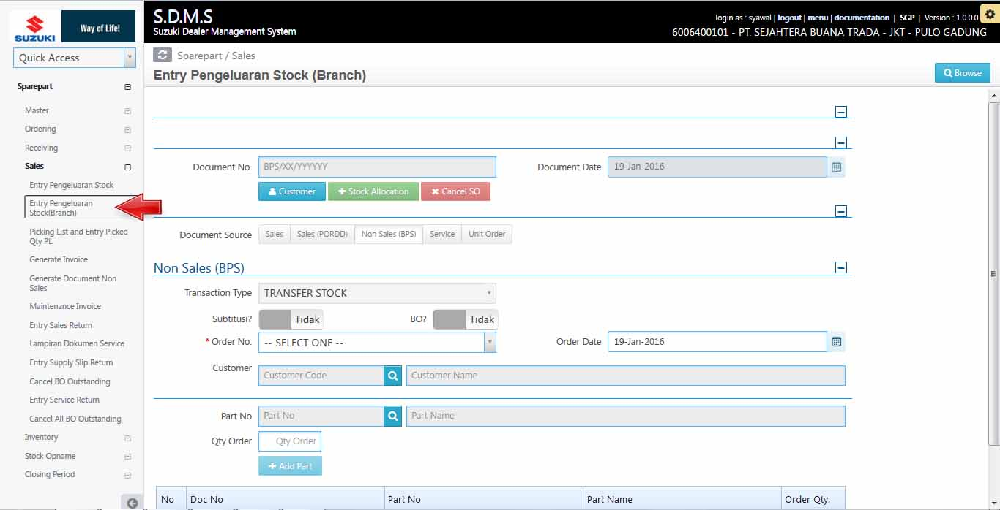 SUZUKI
Way of Life!
S.D.M.S
Suzuki Dealer Management System
login as : syawal | logout | menu | documentation | SGP | Version : 1.0.0.0
6006400101 - PT. SEJAHTERA BUANA TRADA - JKT - PULO GADUNG
Quick Access
Sparepart
Master
Ordering
Receiving
Sales
Entry Pengeluaran Stock
Entry Pengeluaran
Stock(Branch)
Picking List and Entry Picked
Qty PL
Generate Invoice
Generate Document Non
Sales
Maintenance Invoice
Entry Sales Return
Lampiran Dokumen Service
Entry Supply Slip Return
Cancel BO Outstanding
Entry Service Return
Cancel All BO Outstanding
Inventory
Stock Opname
Closing Period
Sparepart / Sales
Entry Pengeluaran Stock (Branch)
Browse
Document No. BPS/XX/YYYYYY Document Date 19-Jan-2016
Customer Stock Allocation Cancel SO
Document Source Sales Sales (PORDD) Non Sales (BPS) Service Unit Order
Non Sales (BPS)
Transaction Type TRANSFER STOCK
Subtitusi? Tidak BO? Tidak
* Order No. -- SELECT ONE -- Order Date 19-Jan-2016
Customer Customer Code Customer Name
Part No Part No Part Name
Qty Order Qty Order
Add Part
No Doc No Part No Part Name Order Qty.